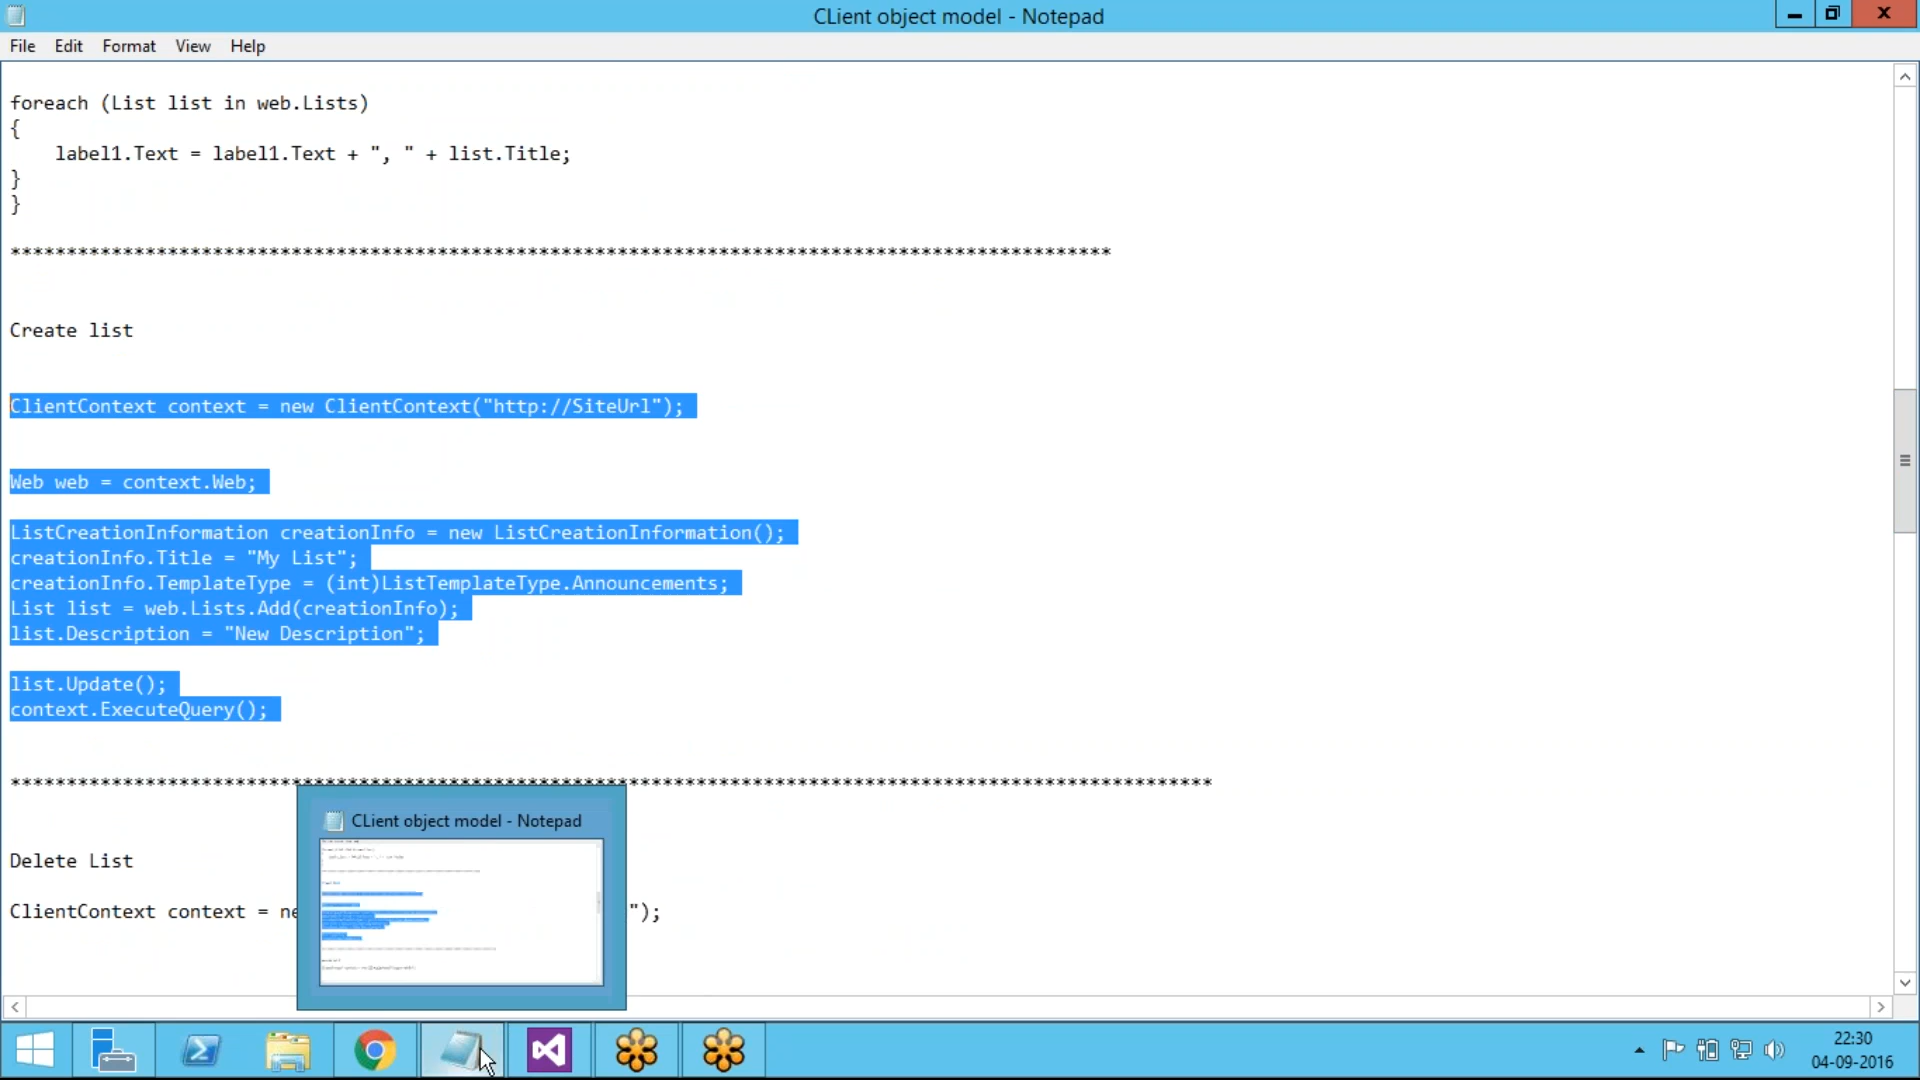 CLient object model - Notepad
File Edit Format View Help
foreach (List list in web.Lists)
{
label1.Text = label1.Text + ", " + list.Title;
}
}
**************************************************************************************************
Create list
ClientContext context = new ClientContext("http://SiteUrl");
Web web = context.Web;
ListCreationInformation creationInfo = new ListCreationInformation();
creationInfo.Title = "My List";
creationInfo.TemplateType = (int)ListTemplateType.Announcements;
List list = web.Lists.Add(creationInfo);
list.Description = "New Description";
list.Update();
context.ExecuteQuery();
***********************************************************************************************************
CLient object model - Notepad
Delete List
ClientContext context = ne ");
22:30
04-09-2016